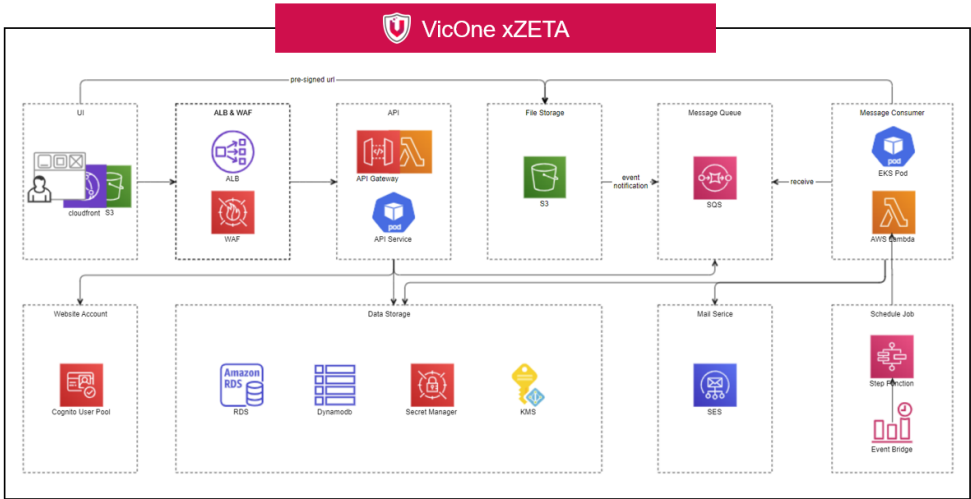 VicOne xZETA
pre-signed url
UI
ALB & WAF
API
File Storage
Message Queue
Message Consumer
cloudfront
S3
ALB
WAF
API Gateway
pod
API Service
S3
event
notification
SQS
receive
pod
EKS Pod
AWS Lambda
Website Account
Data Storage
Mail Serice
Schedule Job
Cognito User Pool
Amazon
RDS
RDS
Dynamodb
Secret Manager
KMS
SES
Step Function
Event Bridge